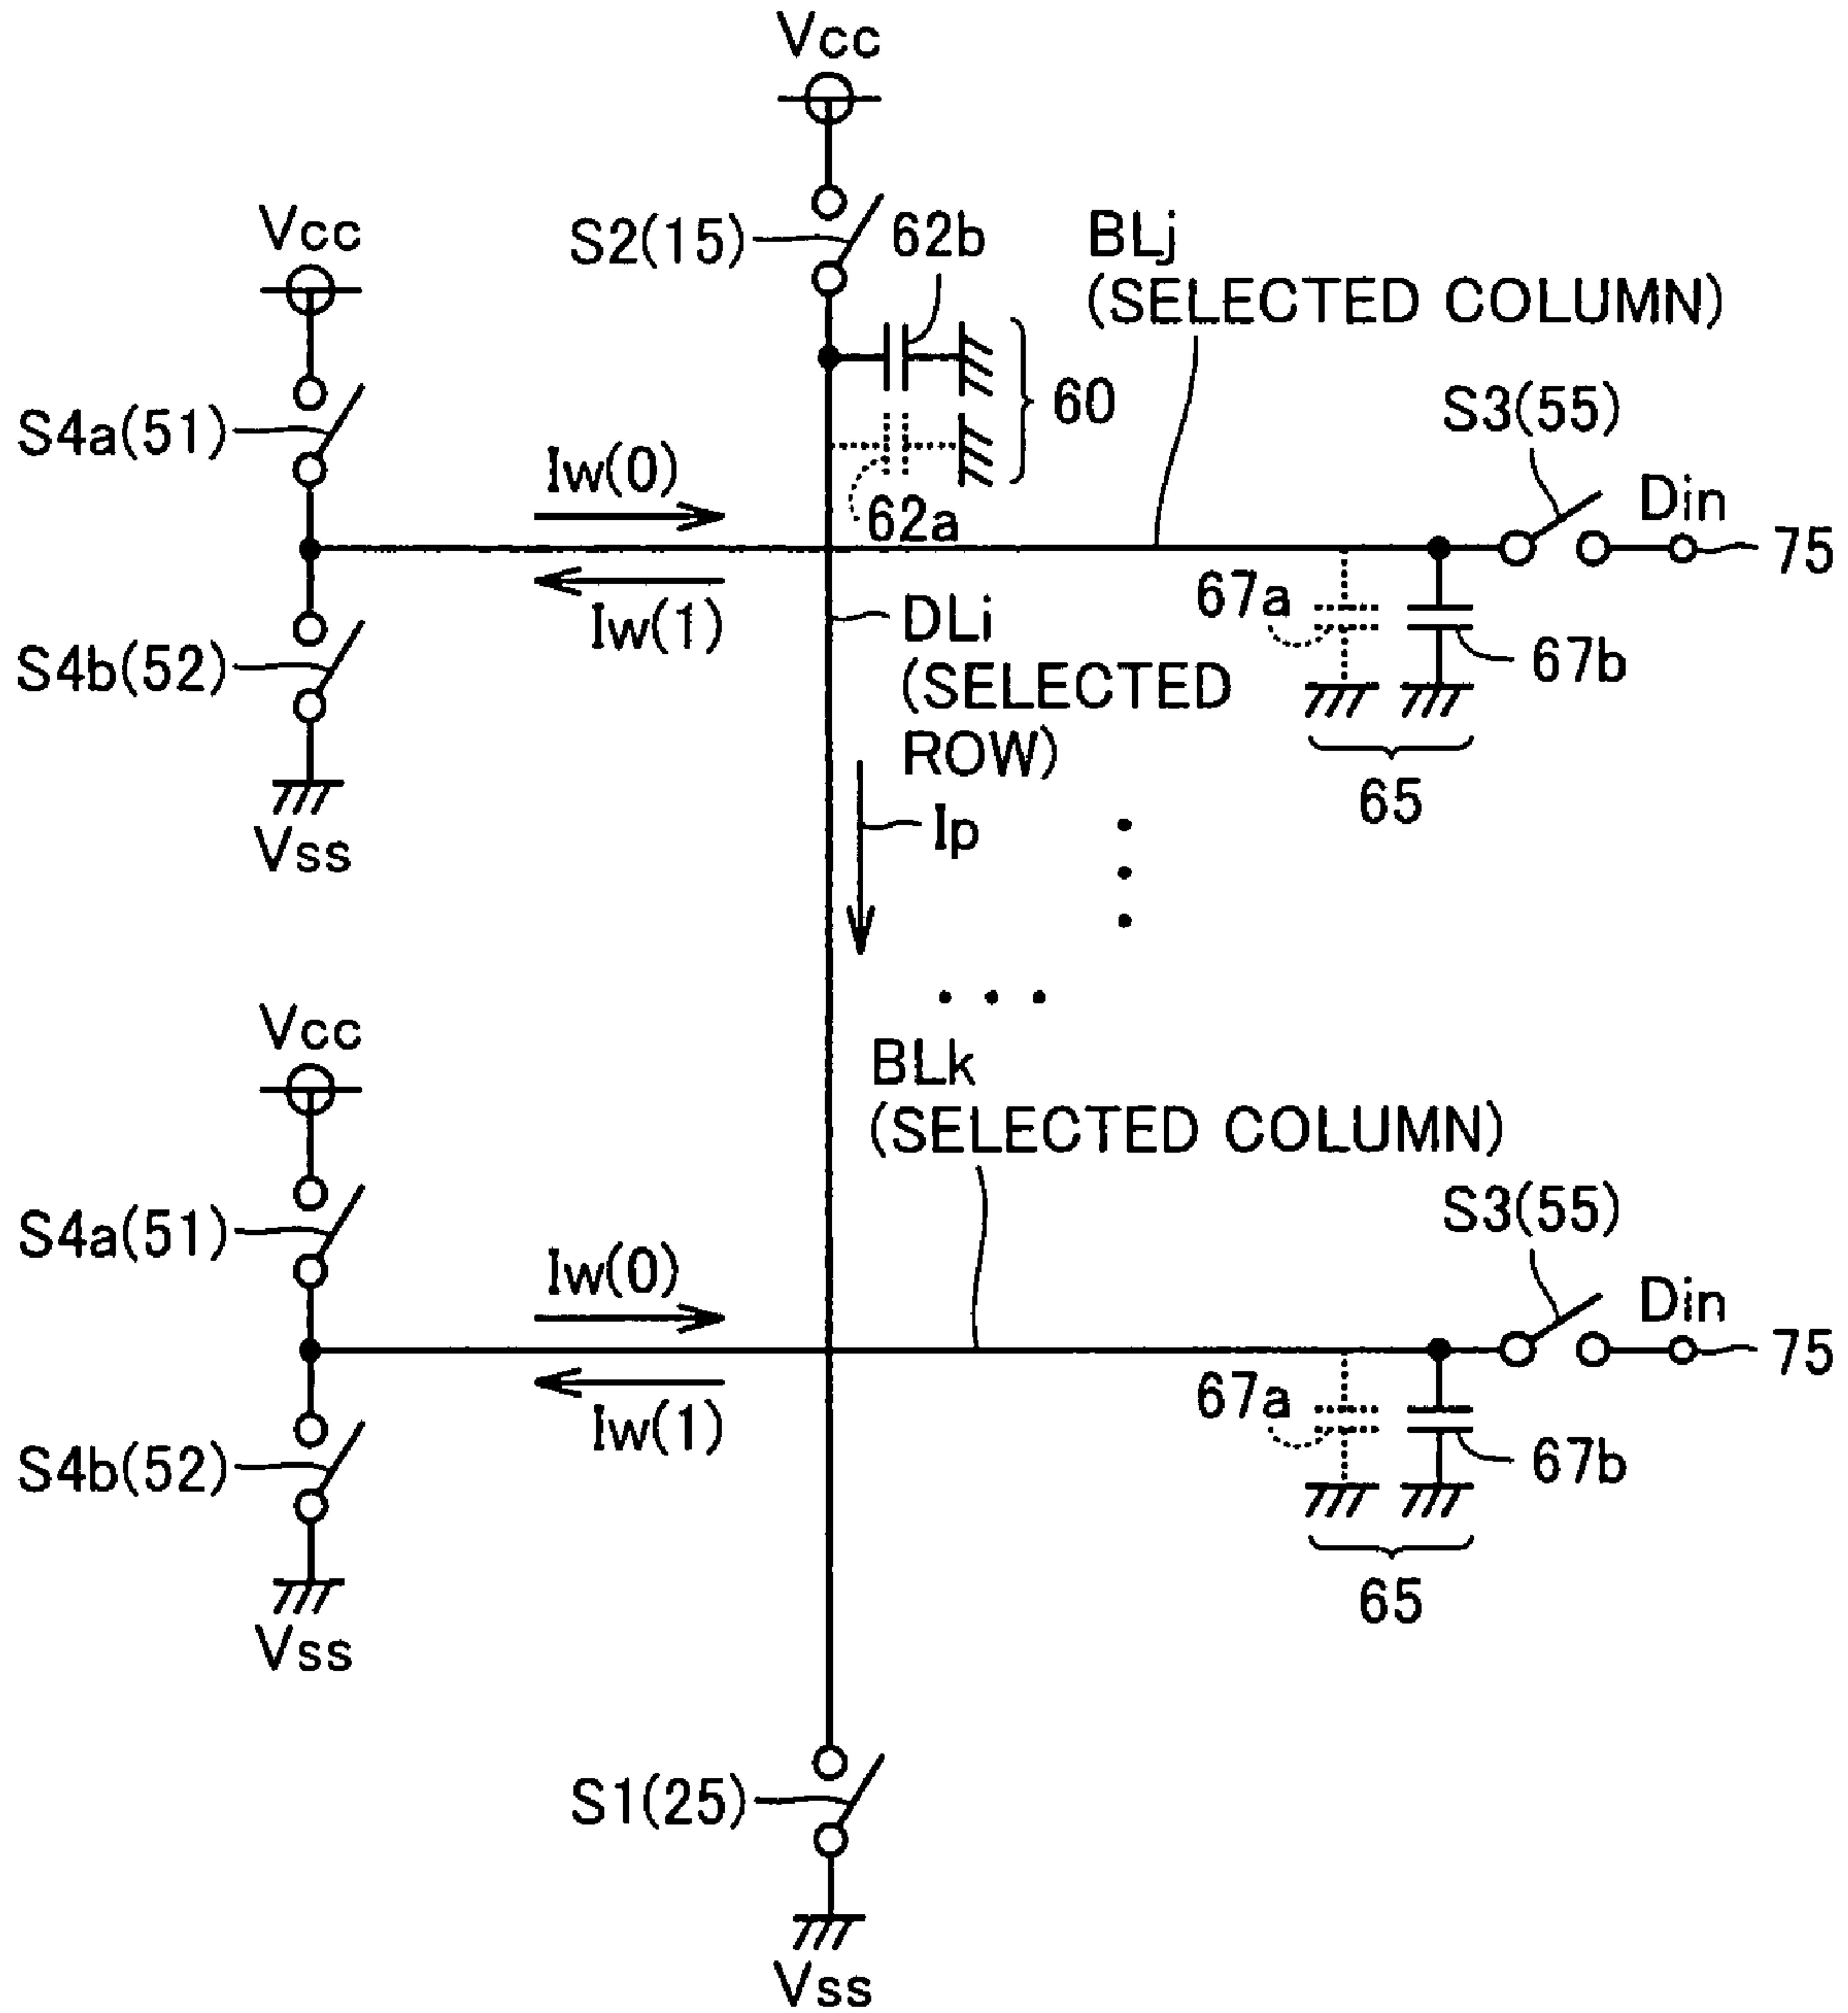 Vcc
Vcc
S2(15)
62b
BLj
(SELECTED COLUMN)
60
S4a(51)
S3(55)
Iw(0)
62a
Din
75
Iw(1)
DLi
(SELECTED
ROW)
67a
67b
S4b(52)
65
Vss
Ip
Vcc
BLk
(SELECTED COLUMN)
S4a(51)
S3(55)
Iw(0)
Din
75
Iw(1)
67a
67b
S4b(52)
65
Vss
S1(25)
Vss